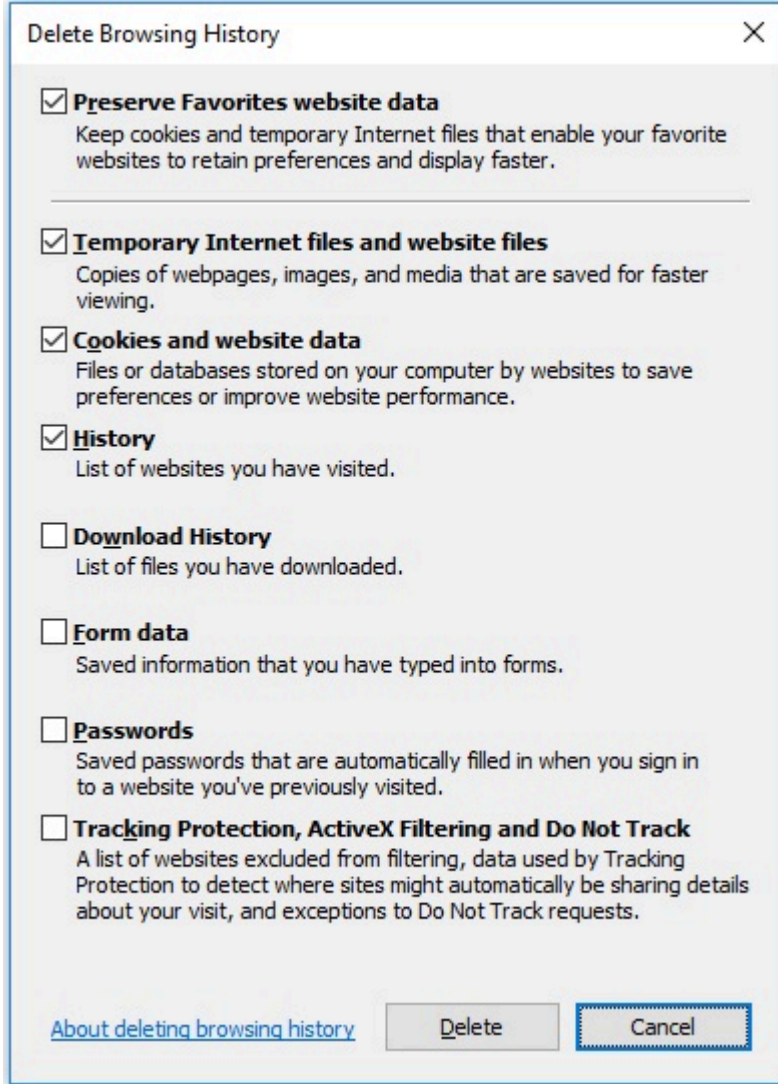 Delete Browsing History
Preserve Favorites website data
Keep cookies and temporary Internet files that enable your favorite
websites to retain preferences and display faster.
Temporary Internet files and website files
Copies of webpages, images, and media that are saved for faster
viewing.
Cookies and website data
Files or databases stored on your computer by websites to save
preferences or improve website performance.
History
List of websites you have visited.
Download History
List of files you have downloaded.
Form data
Saved information that you have typed into forms.
Passwords
Saved passwords that are automatically filled in when you sign in
to a website you've previously visited.
Tracking Protection, ActiveX Filtering and Do Not Track
A list of websites excluded from filtering, data used by Tracking
Protection to detect where sites might automatically be sharing details
about your visit, and exceptions to Do Not Track requests.
About deleting browsing history Delete Cancel